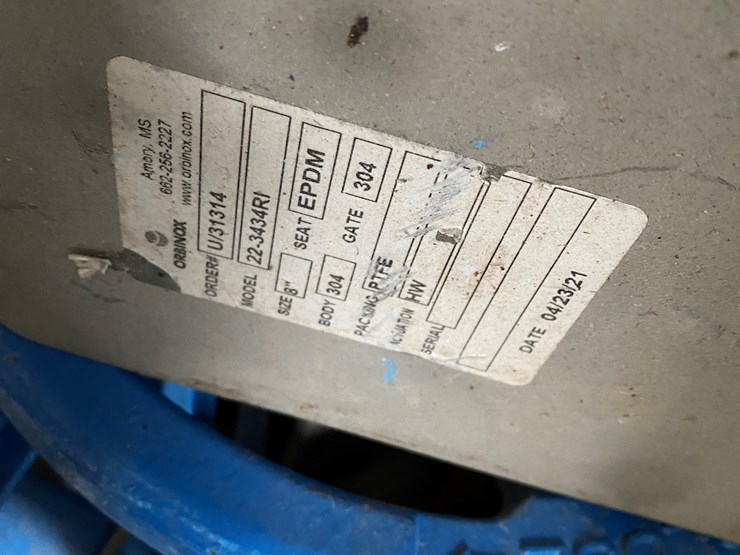 ORBINOX
Amory, MS
662-256-2227
www.orbinox.com
ORDER# U/31314
MODEL 22-3434RI
SIZE 8" SEAT EPDM
BODY 304 GATE 304
PACKING PTFE
ACTUATION HW
SERIAL
DATE 04/23/21